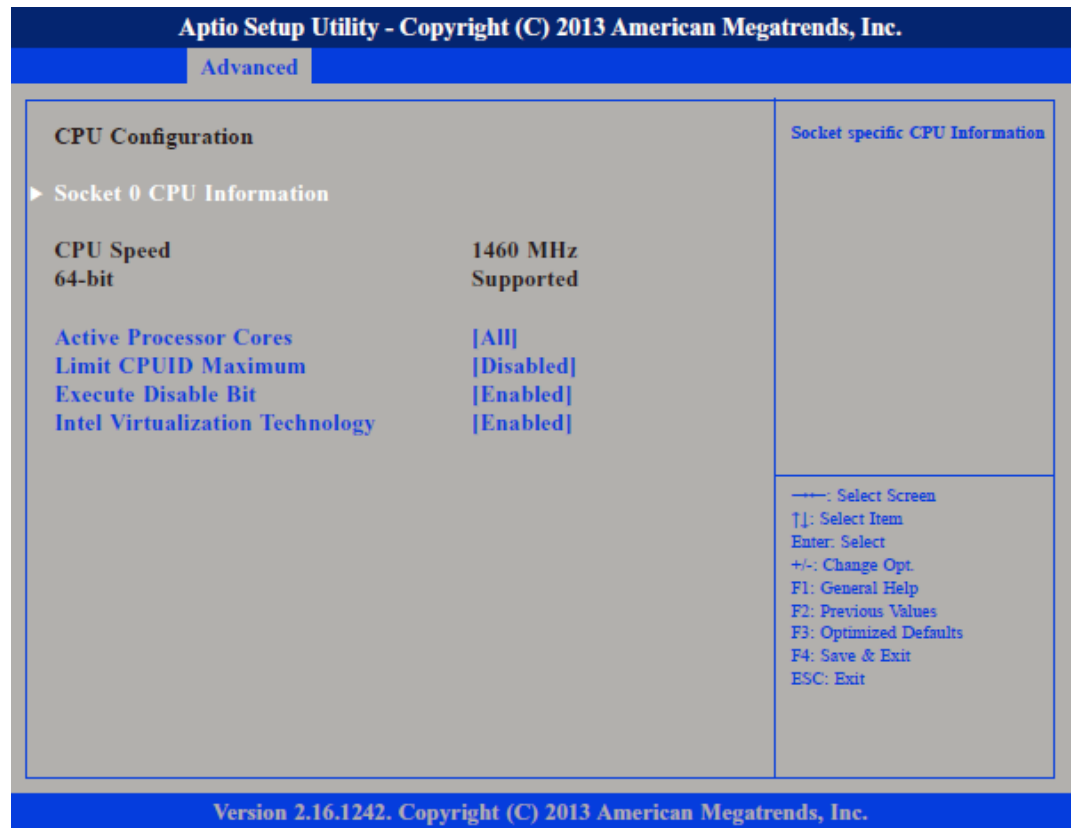 Aptio Setup Utility - Copyright (C) 2013 American Megatrends, Inc.
Advanced
CPU Configuration
Socket 0 CPU Information
CPU Speed 1460 MHz
64-bit Supported
Active Processor Cores [All]
Limit CPUID Maximum [Disabled]
Execute Disable Bit [Enabled]
Intel Virtualization Technology [Enabled]
Socket specific CPU Information
→←: Select Screen
↑↓: Select Item
Enter: Select
+/-: Change Opt.
F1: General Help
F2: Previous Values
F3: Optimized Defaults
F4: Save & Exit
ESC: Exit
Version 2.16.1242. Copyright (C) 2013 American Megatrends, Inc.